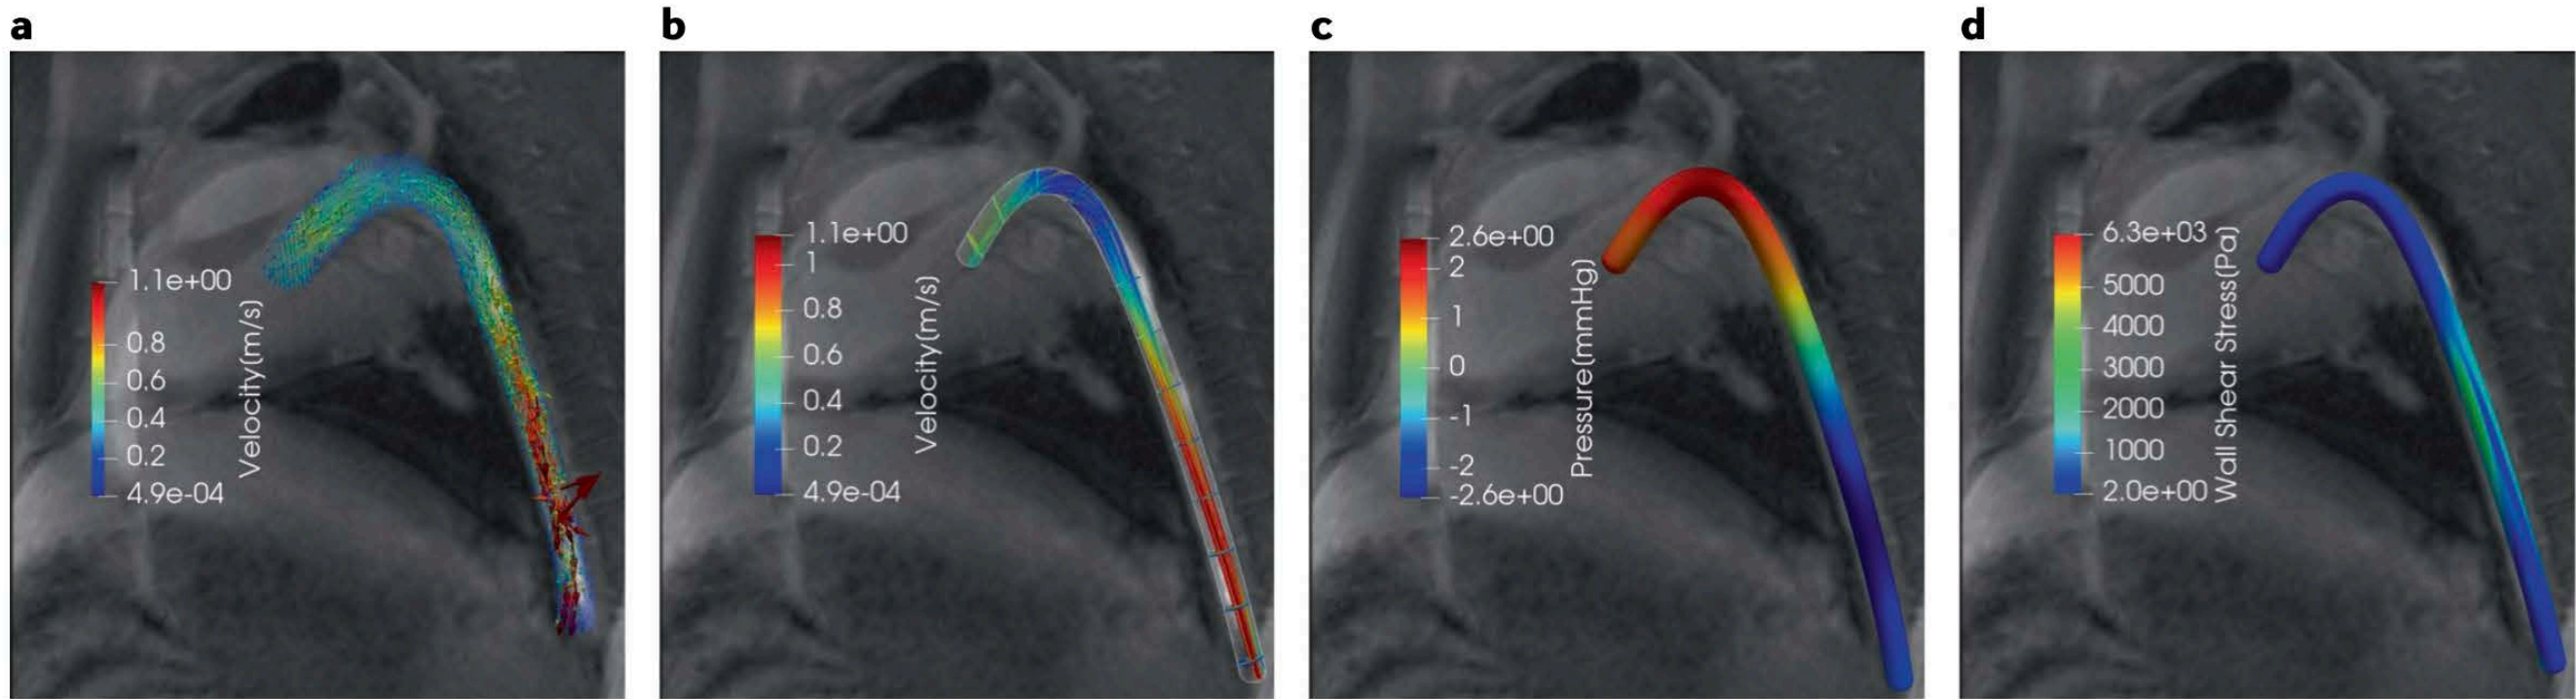 a
1.1e+00
0.8
0.6
0.4
0.2
4.9e-04
Velocity(m/s)
b
1.1e+00
1
0.8
0.6
0.4
0.2
4.9e-04
Velocity(m/s)
c
2.6e+00
2
1
0
-1
-2
-2.6e+00
Pressure(mmHg)
d
6.3e+03
5000
4000
3000
2000
1000
2.0e+00
Wall Shear Stress(Pa)